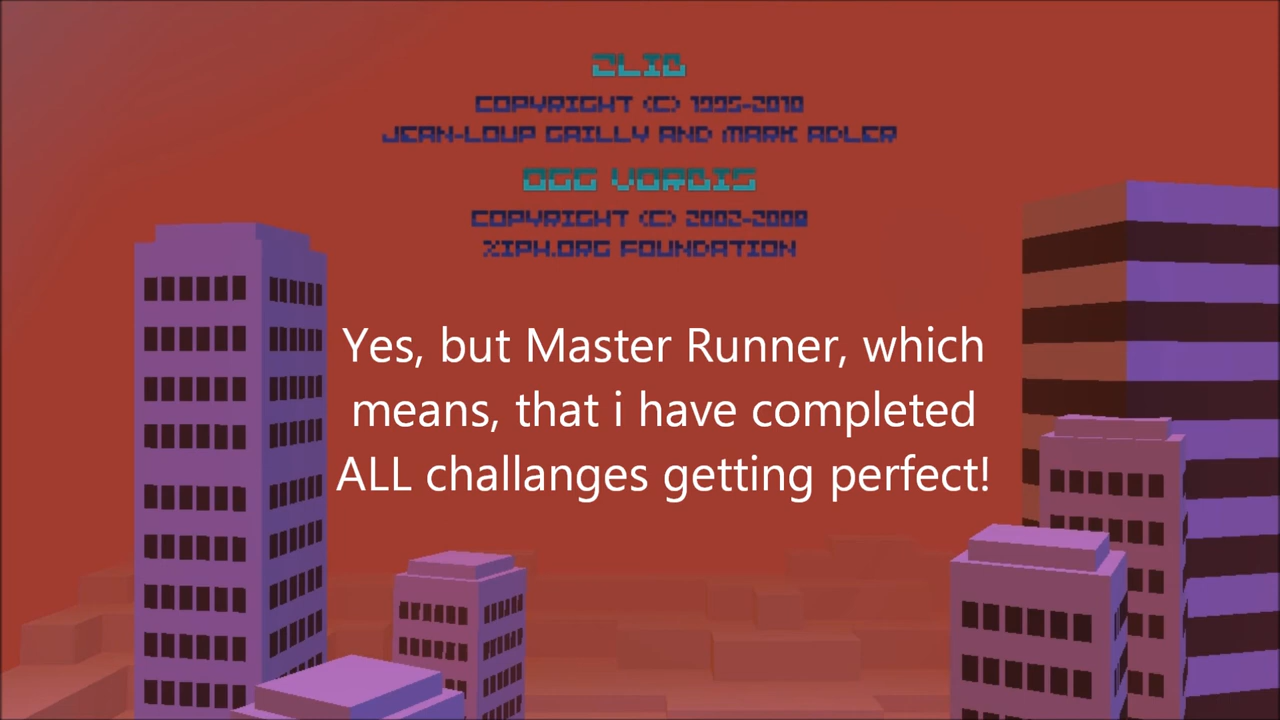 ZLIB
COPYRIGHT (C) 1995-2010
JEAN-LOUP GAILLY AND MARK ADLER
OGG VORBIS
COPYRIGHT (C) 2002-2008
XIPH.ORG FOUNDATION
Yes, but Master Runner, which
means, that i have completed
ALL challanges getting perfect!